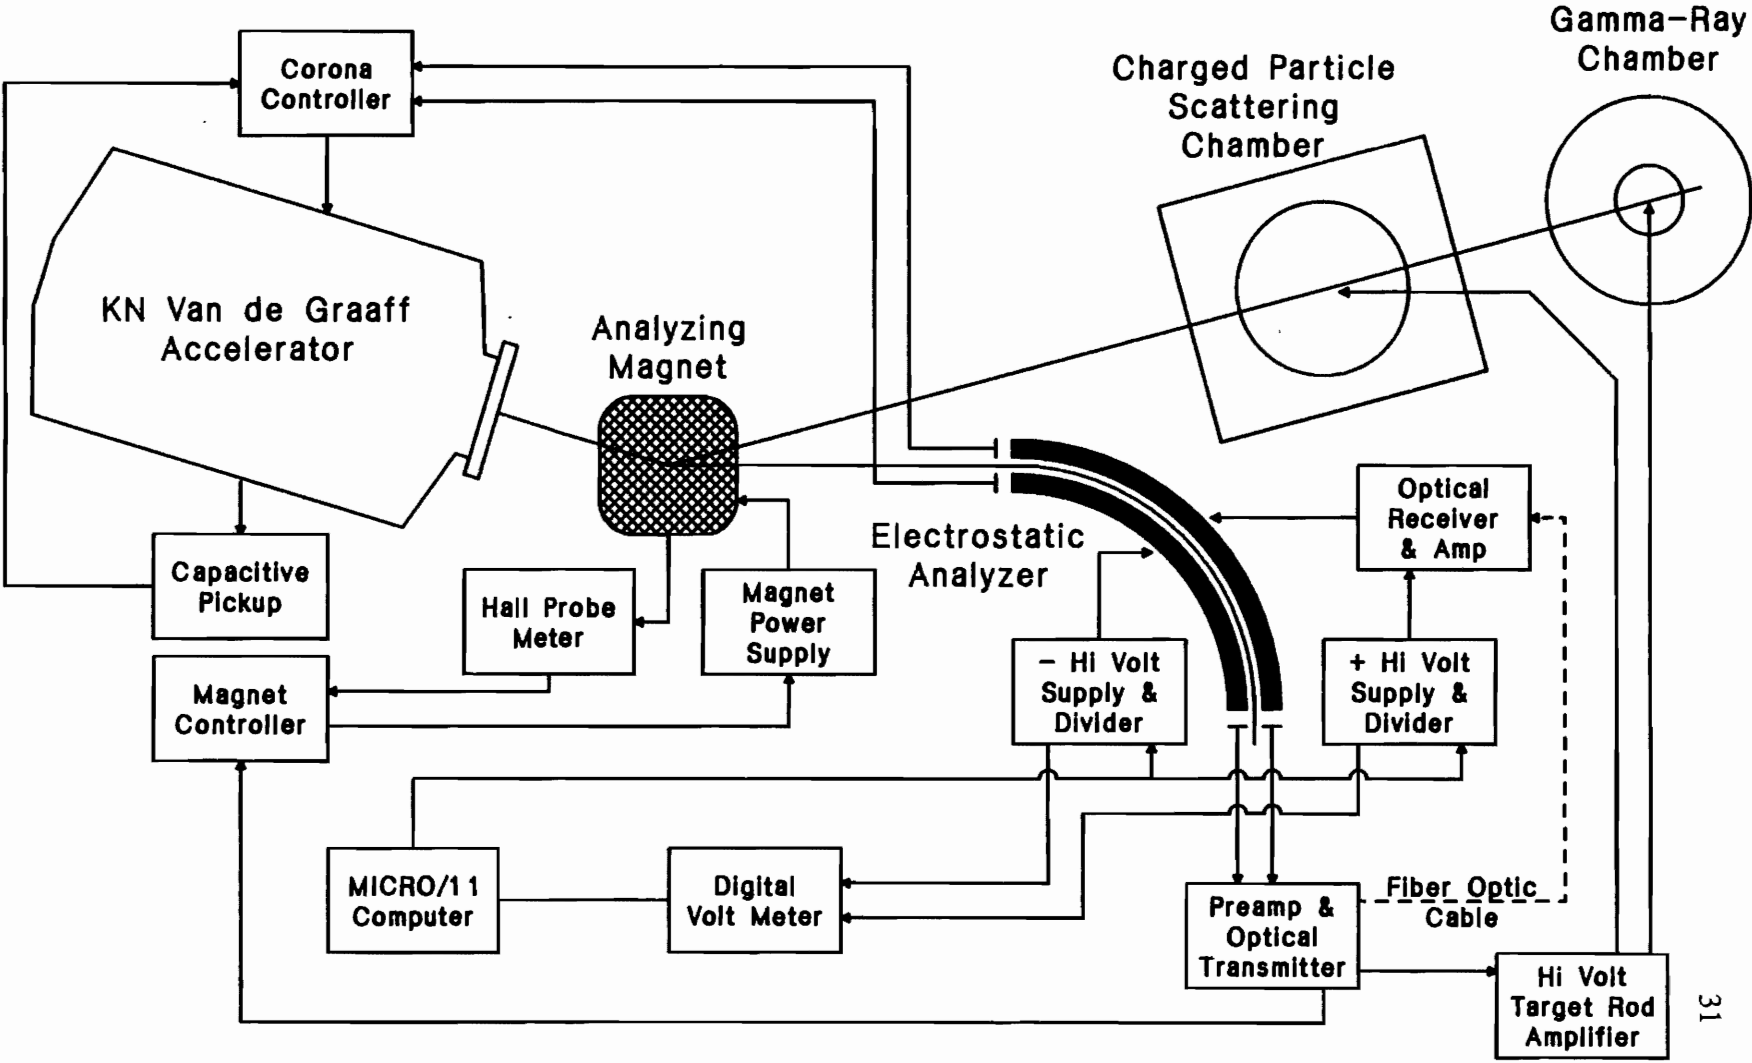 Gamma-Ray
Chamber
Charged Particle
Scattering
Chamber
Corona
Controller
KN Van de Graaff
Accelerator
Analyzing
Magnet
Electrostatic
Analyzer
Optical
Receiver
& Amp
Capacitive
Pickup
Hall Probe
Meter
Magnet
Power
Supply
- Hi Volt
Supply &
Divider
+ Hi Volt
Supply &
Divider
Magnet
Controller
MICRO/11
Computer
Digital
Volt Meter
Preamp &
Optical
Transmitter
Fiber Optic
Cable
Hi Volt
Target Rod
Amplifier
31